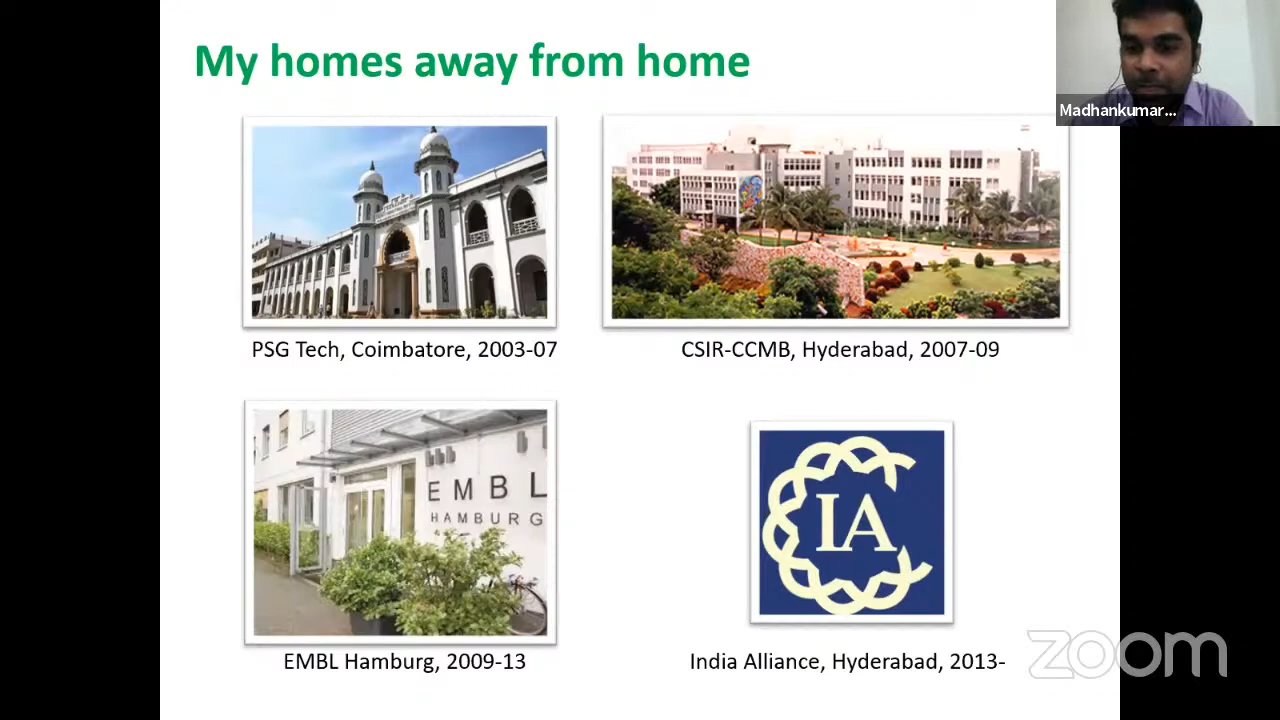 My homes away from home
Madhankumar...
PSG Tech, Coimbatore, 2003-07
CSIR-CCMB, Hyderabad, 2007-09
EMBL
HAMBURG
EMBL Hamburg, 2009-13
IA
India Alliance, Hyderabad, 2013-
zoom